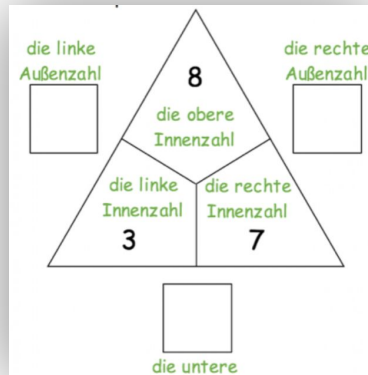 die linke
Außenzahl
die rechte
Außenzahl
8
die obere
Innenzahl
die linke
Innenzahl
3
die rechte
Innenzahl
7
die untere